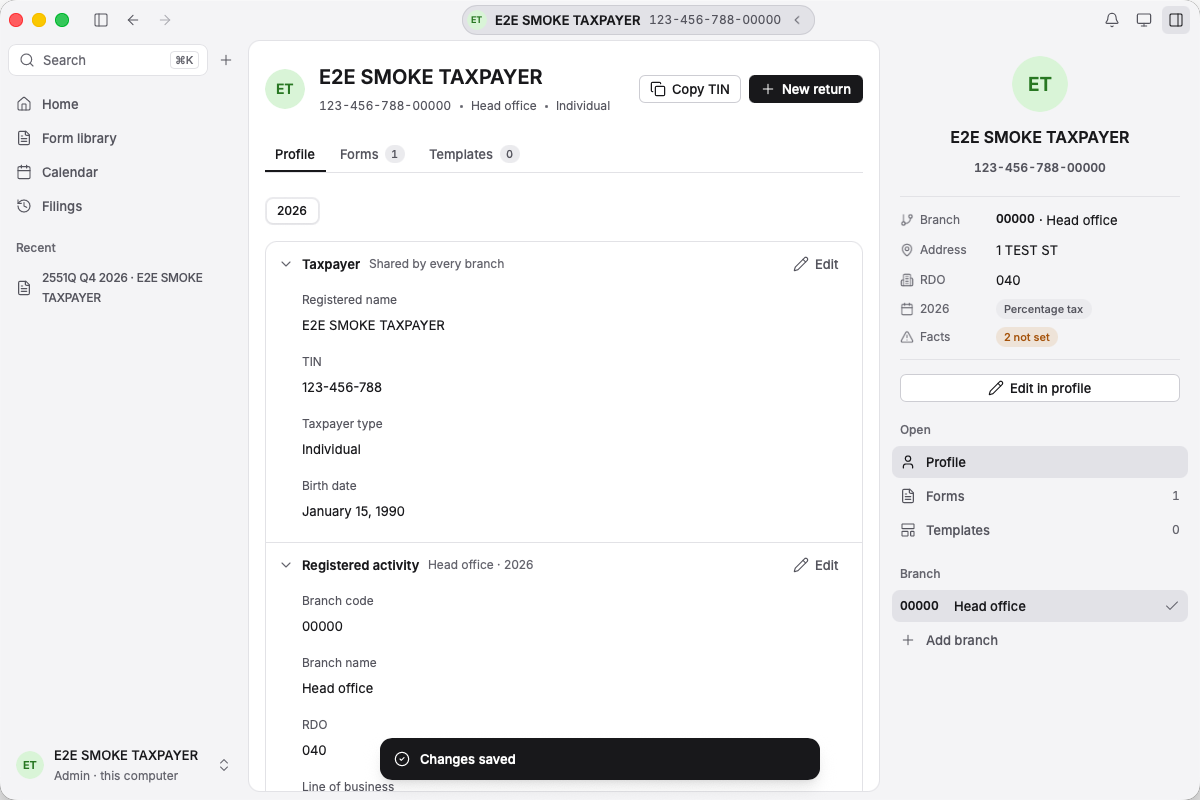 ET E2E SMOKE TAXPAYER 123-456-788-00000
Search ⌘K
Home
Form library
Calendar
Filings
Recent
2551Q Q4 2026 · E2E SMOKE
TAXPAYER
ET
E2E SMOKE TAXPAYER
Admin · this computer
ET
E2E SMOKE TAXPAYER
123-456-788-00000 • Head office • Individual
Copy TIN
New return
Profile
Forms 1
Templates 0
2026
Taxpayer Shared by every branch
Edit
Registered name
E2E SMOKE TAXPAYER
TIN
123-456-788
Taxpayer type
Individual
Birth date
January 15, 1990
Registered activity Head office · 2026
Edit
Branch code
00000
Branch name
Head office
RDO
040
Line of business
Changes saved
ET
E2E SMOKE TAXPAYER
123-456-788-00000
Branch 00000 · Head office
Address 1 TEST ST
RDO 040
2026 Percentage tax
Facts 2 not set
Edit in profile
Open
Profile
Forms 1
Templates 0
Branch
00000 Head office
Add branch